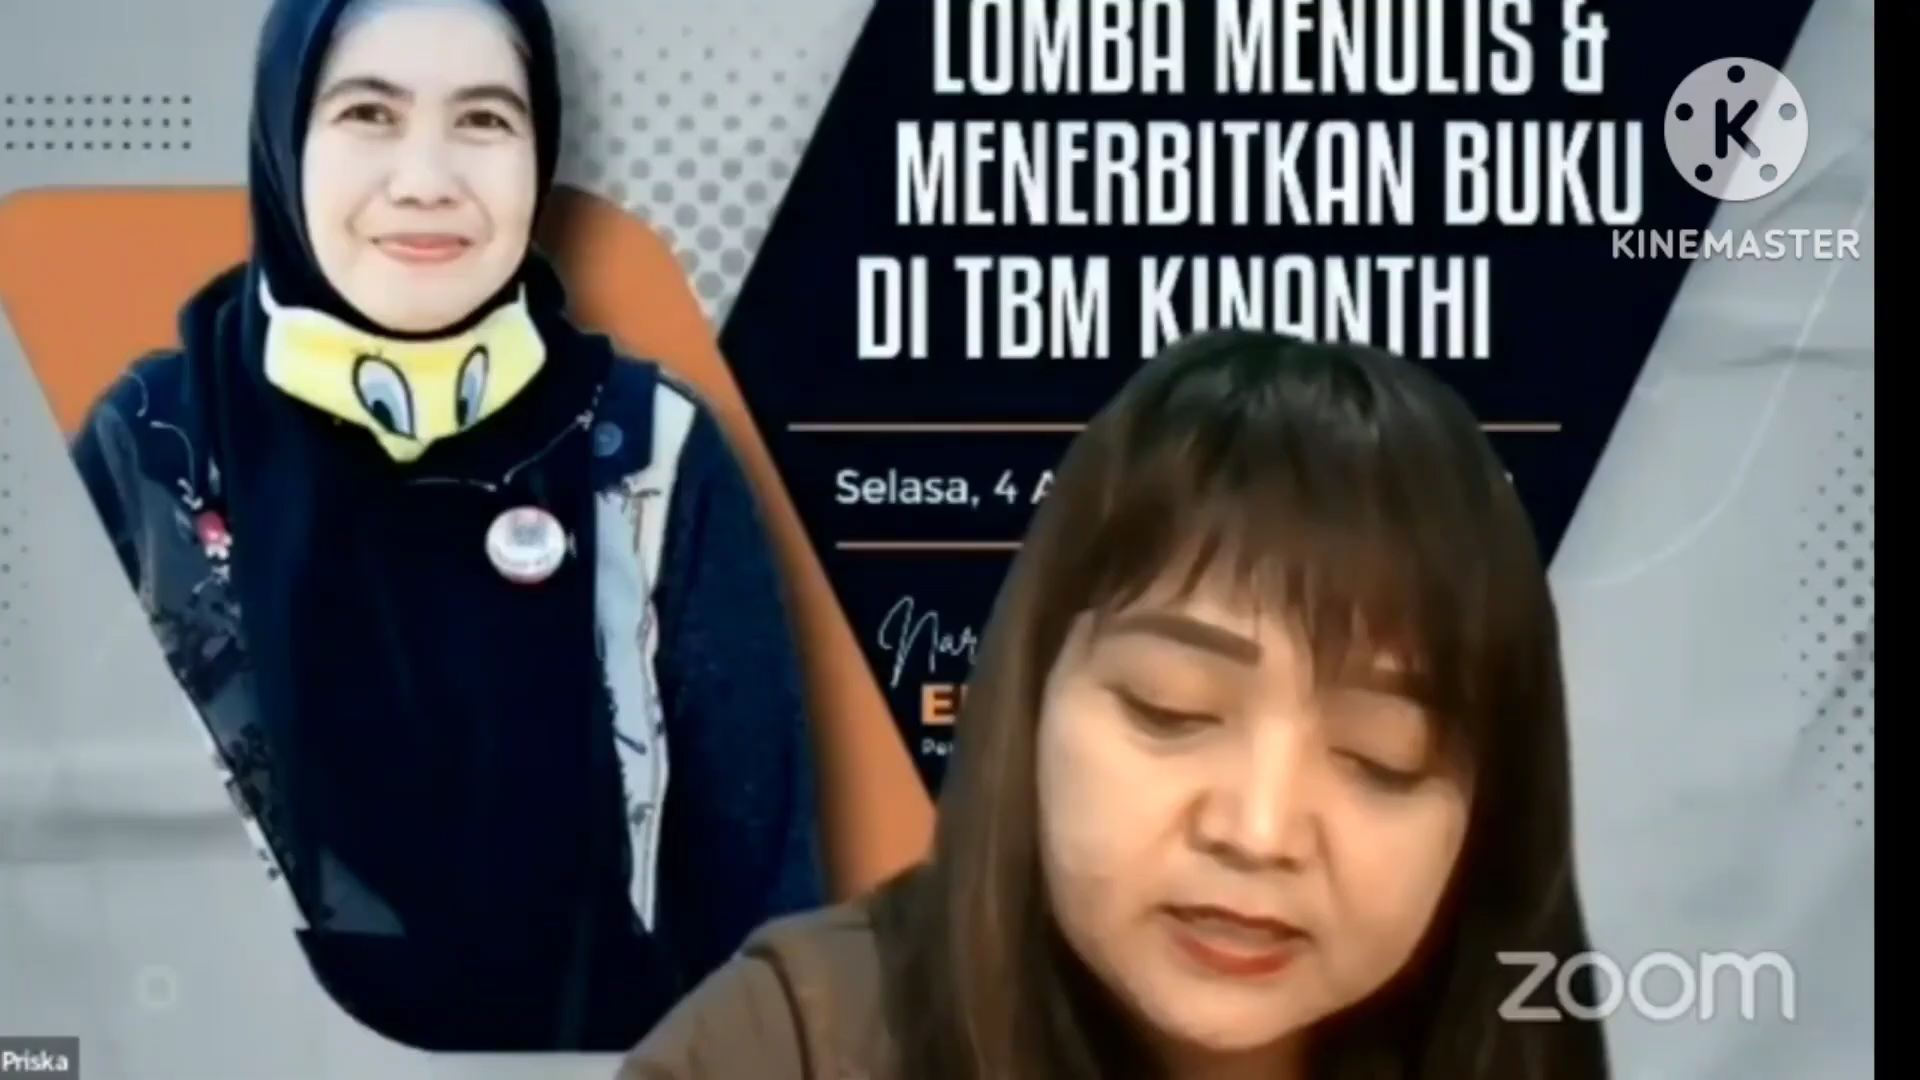 LOMBA MENULIS &
MENERBITKAN BUKU
DI TBM KINANTHI
KINEMASTER
Selasa, 4
zoom
Priska